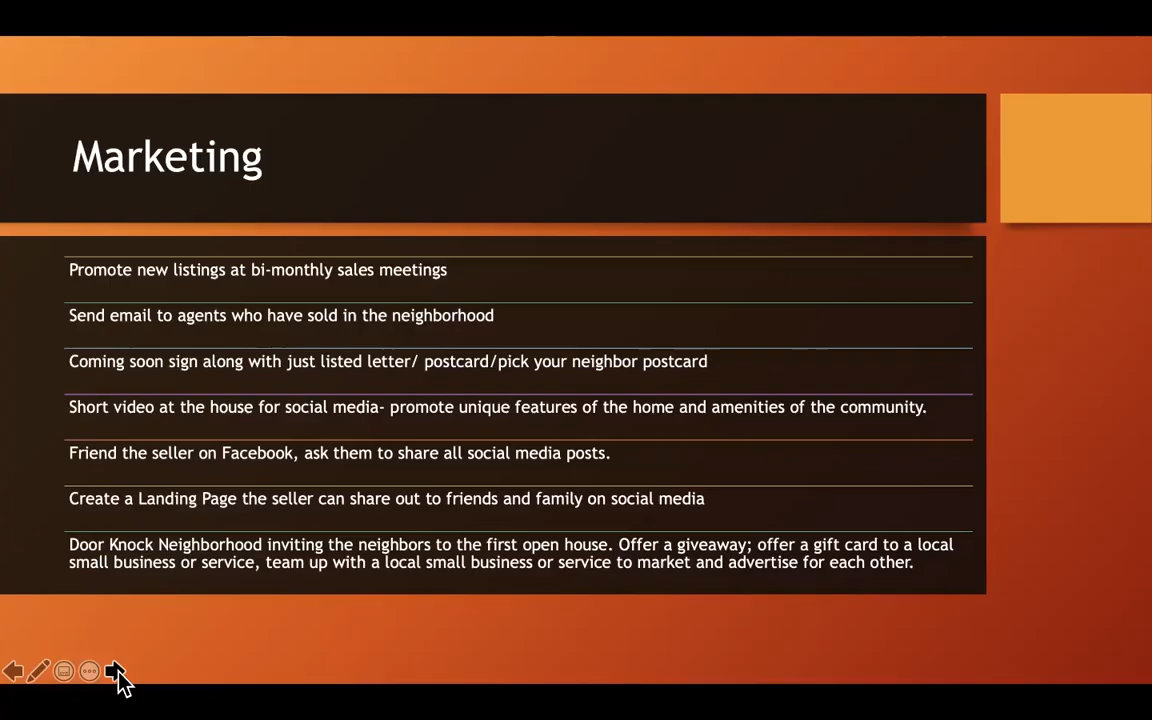 Marketing
Promote new listings at bi-monthly sales meetings
Send email to agents who have sold in the neighborhood
Coming soon sign along with just listed letter/ postcard/pick your neighbor postcard
Short video at the house for social media- promote unique features of the home and amenities of the community.
Friend the seller on Facebook, ask them to share all social media posts.
Create a Landing Page the seller can share out to friends and family on social media
Door Knock Neighborhood inviting the neighbors to the first open house. Offer a giveaway; offer a gift card to a local
small business or service, team up with a local small business or service to market and advertise for each other.